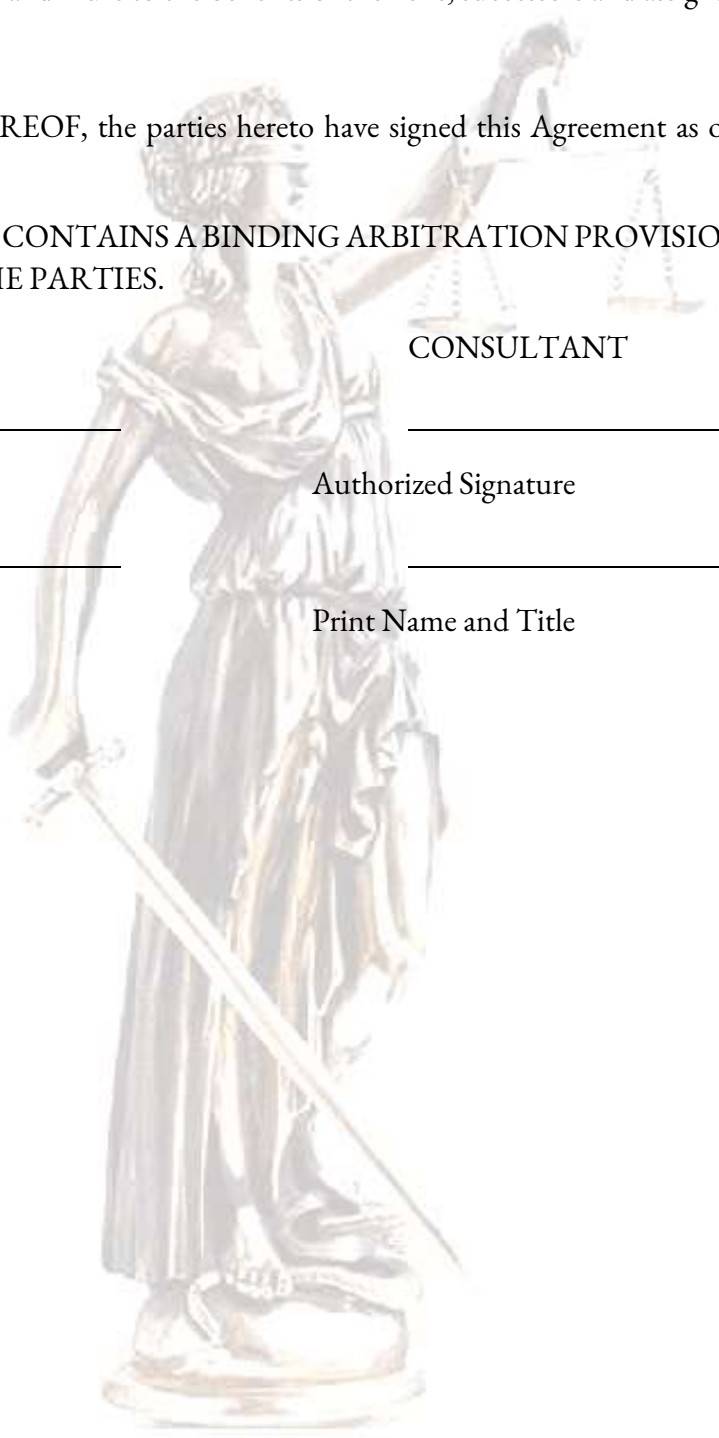 REOF, the parties hereto have signed this Agreement as
CONTAINS A BINDING ARBITRATION PROVISIO
E PARTIES.
CONSULTANT
Authorized Signature
Print Name and Title